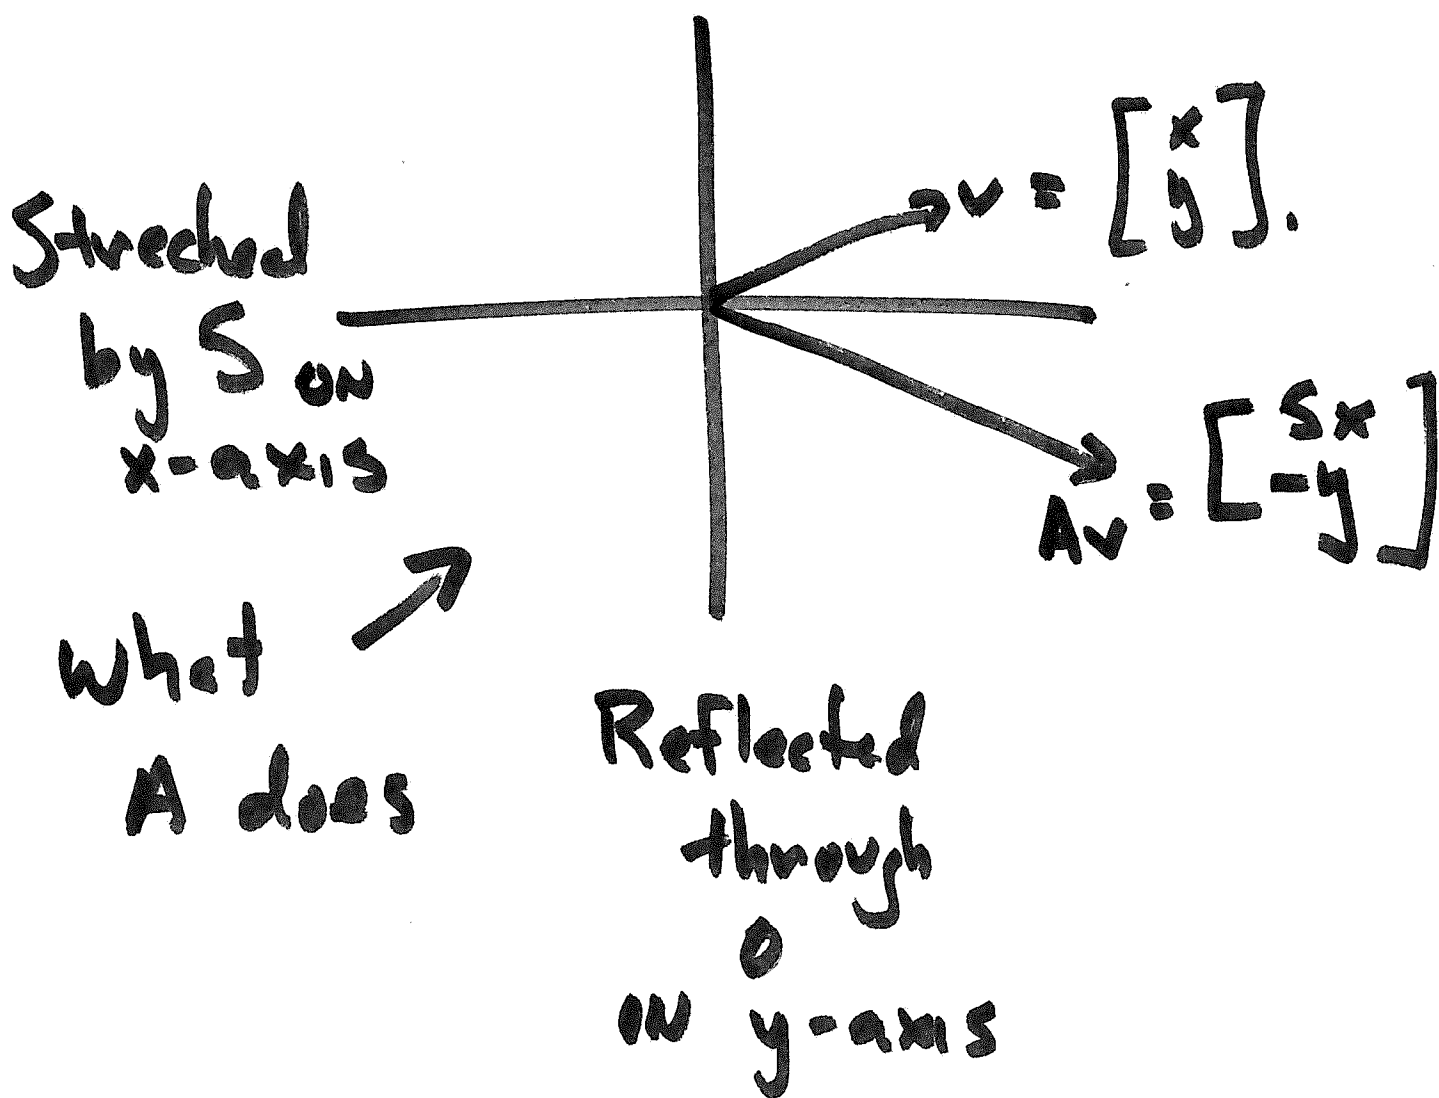 v = [x
y].
Streched
by 5 ON
x-axis
Av = [5x
-y]
What
A does
Reflected
through
0
ON y-axis